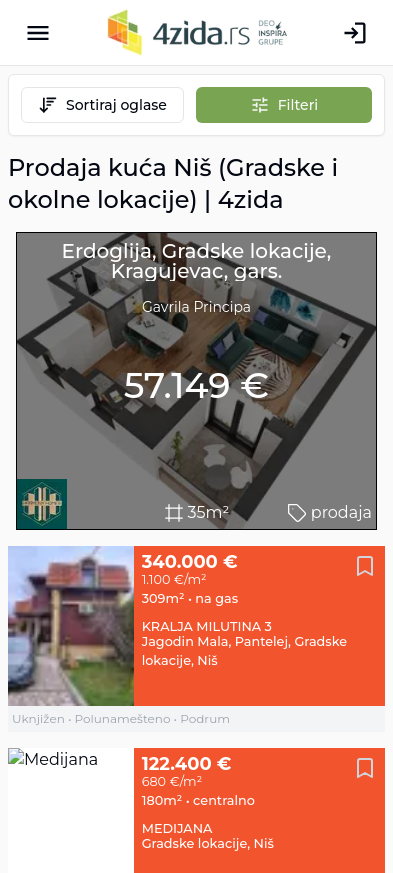 4zida.rs DEO INSPIRA GRUPE
Sortiraj oglase
Filteri
Prodaja kuća Niš (Gradske i
okolne lokacije) | 4zida
Erdoglija, Gradske lokacije,
Kragujevac, gars.
Gavrila Principa
57.149 €
35m²
prodaja
340.000 €
1.100 €/m²
309m² • na gas
KRALJA MILUTINA 3
Jagodin Mala, Pantelej, Gradske
lokacije, Niš
Uknjižen • Polunamešteno • Podrum
Medijana
122.400 €
680 €/m²
180m² • centralno
MEDIJANA
Gradske lokacije, Niš